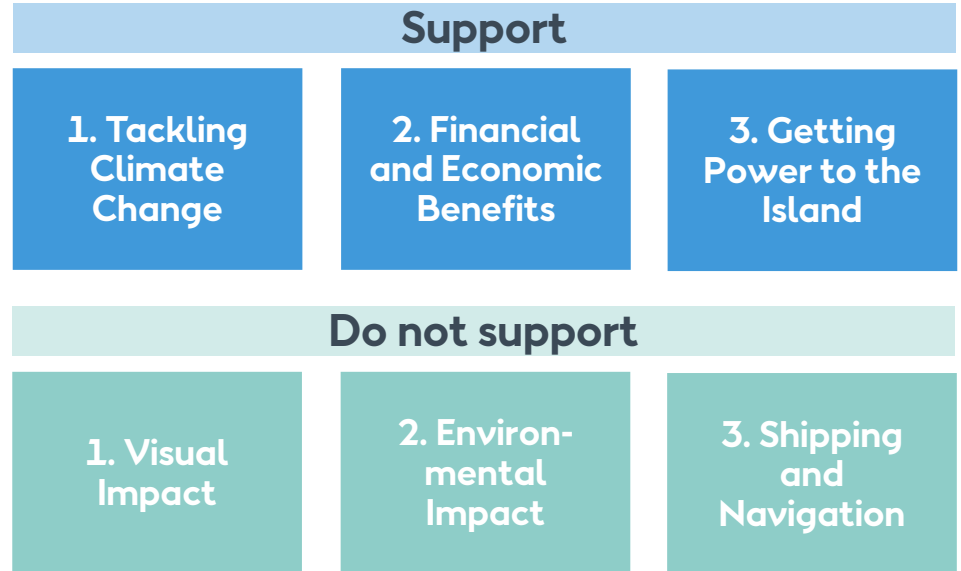 Support
1. Tackling
Climate
Change
2. Financial
and Economic
Benefits
3. Getting
Power to the
Island
Do not support
1. Visual
Impact
2. Environ-
mental
Impact
3. Shipping
and
Navigation